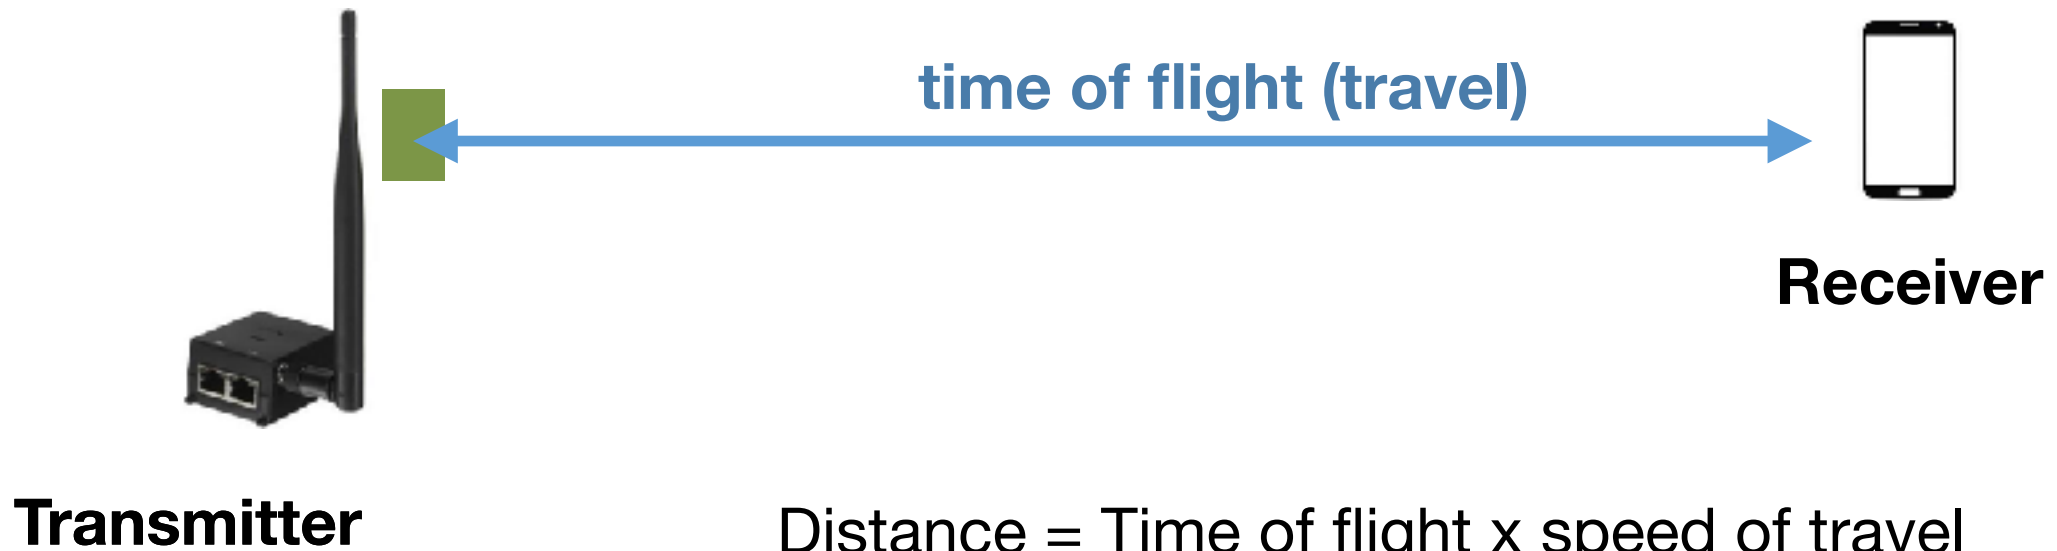 time of flight (travel)
Receiver
Transmitter
Distance = Time of flight x speed of travel